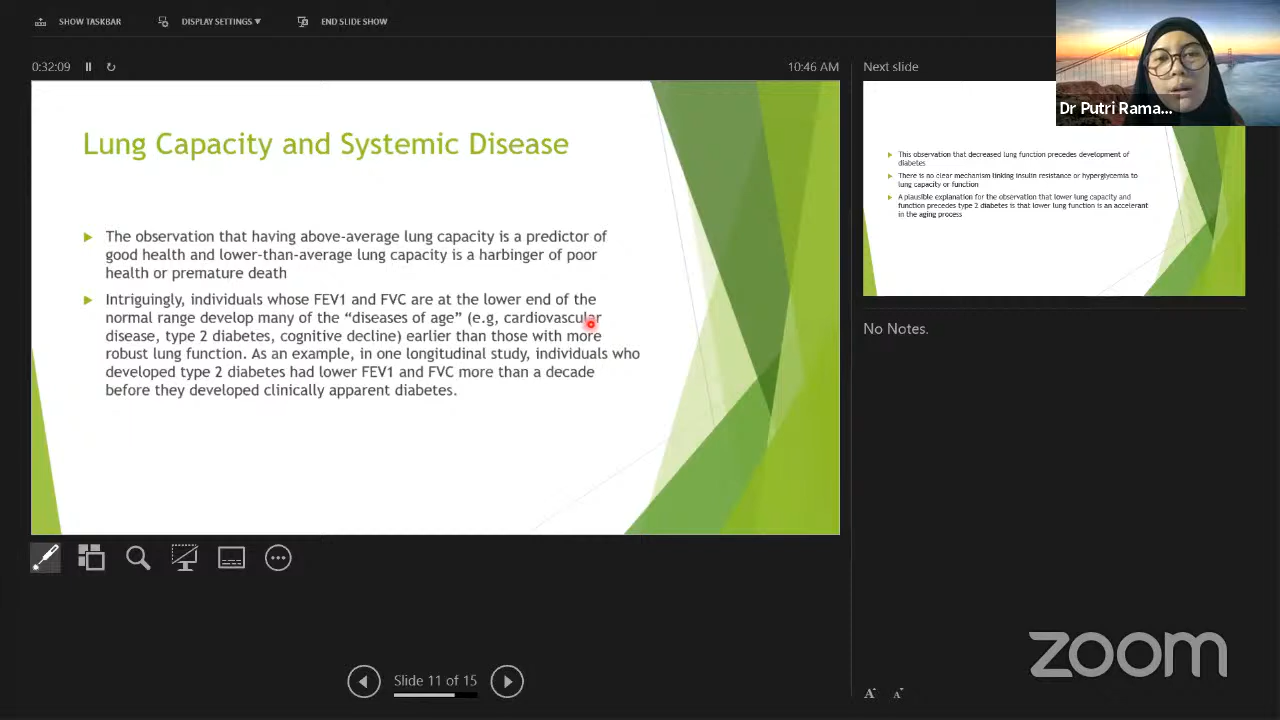 SHOW TASKBAR
DISPLAY SETTINGS ▼
END SLIDE SHOW
0:32:09
10:46 AM
Lung Capacity and Systemic Disease
The observation that having above-average lung capacity is a predictor of
good health and lower-than-average lung capacity is a harbinger of poor
health or premature death
Intriguingly, individuals whose FEV1 and FVC are at the lower end of the
normal range develop many of the “diseases of age” (e.g, cardiovascular
disease, type 2 diabetes, cognitive decline) earlier than those with more
robust lung function. As an example, in one longitudinal study, individuals who
developed type 2 diabetes had lower FEV1 and FVC more than a decade
before they developed clinically apparent diabetes.
Slide 11 of 15
Next slide
Dr Putri Rama...
This observation that decreased lung function precedes development of
diabetes
There is no clear mechanism linking insulin resistance or hyperglycemia to
lung capacity or function
A plausible explanation for the observation that lower lung capacity and
function precedes type 2 diabetes is that lower lung function is an accelerant
in the aging process
No Notes.
zoom
A A